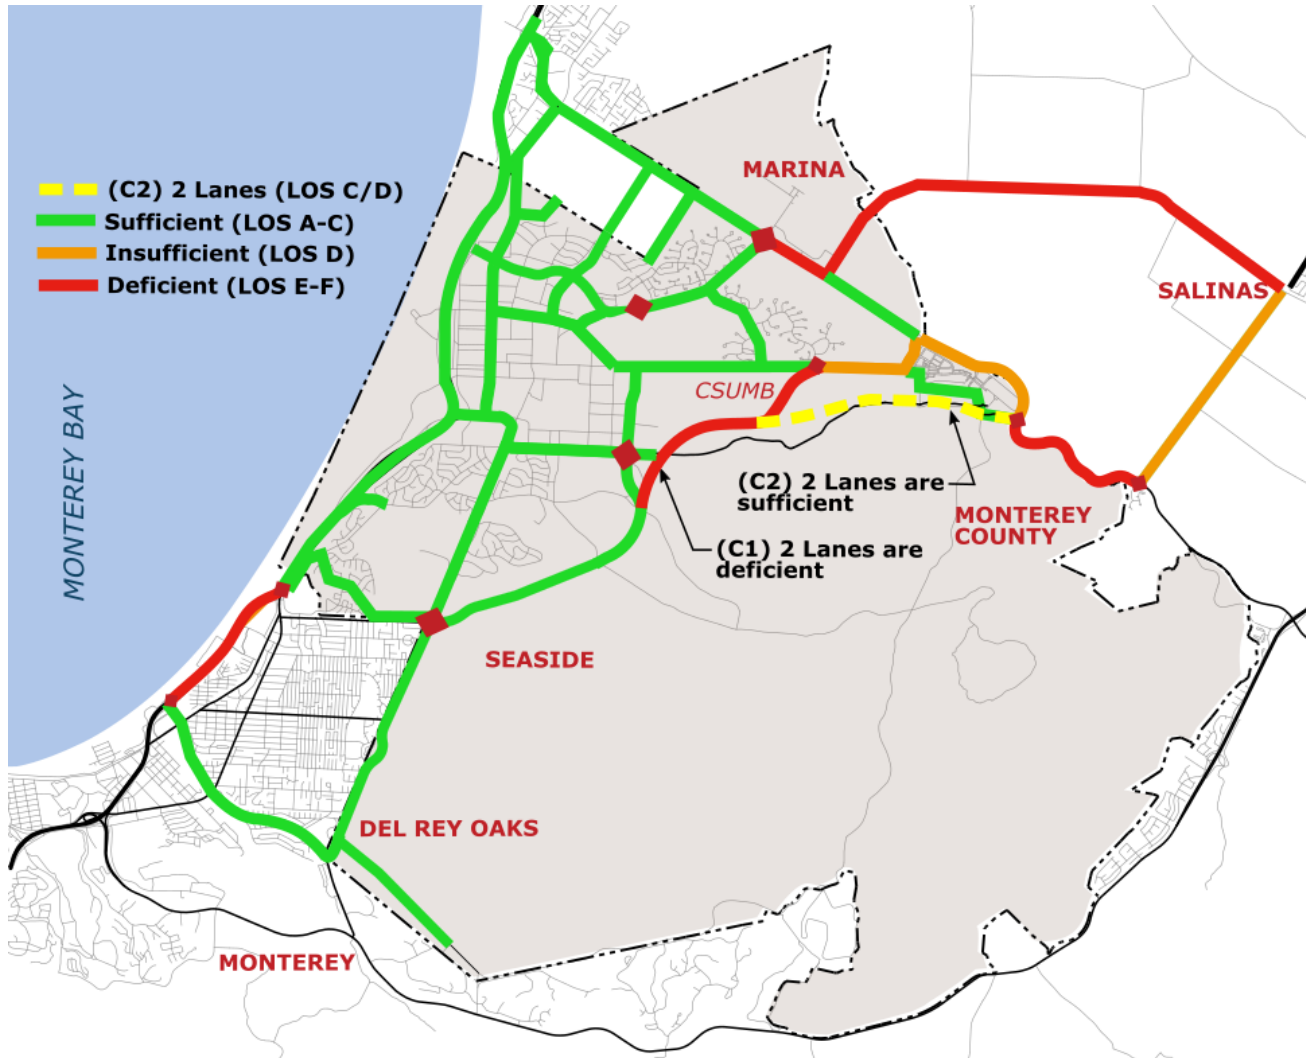 MARINA
(C2) 2 Lanes (LOS C/D)
Sufficient (LOS A-C)
Insufficient (LOS D)
Deficient (LOS E-F)
SALINAS
MONTEREY BAY
CSUMB
(C2) 2 Lanes are
sufficient
MONTEREY
COUNTY
(C1) 2 Lanes are
deficient
SEASIDE
DEL REY OAKS
MONTEREY